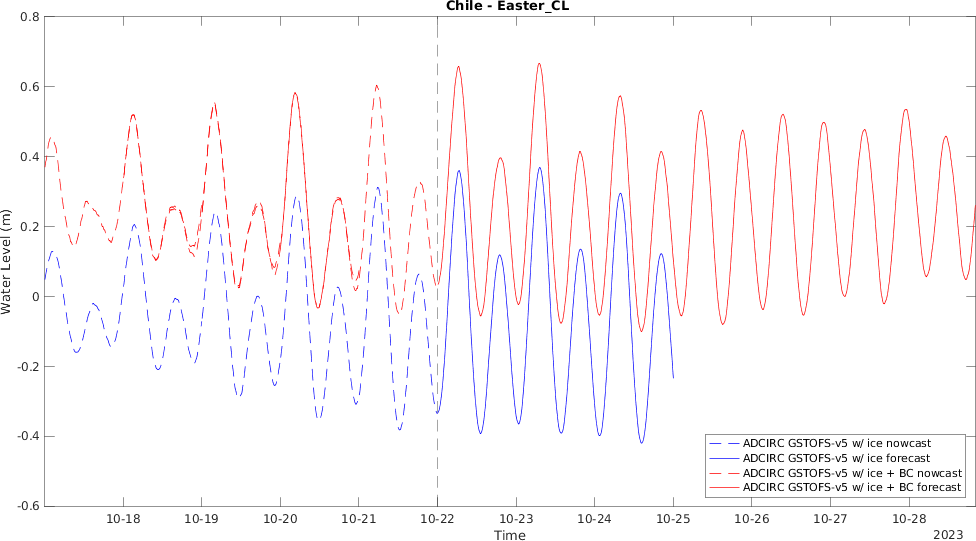 Chile - Easter_CL
0.8
0.6
0.4
0.2
0
-0.2
-0.4
-0.6
Water Level (m)
ADCIRC GSTOFS-v5 w/ ice nowcast
ADCIRC GSTOFS-v5 w/ ice forecast
ADCIRC GSTOFS-v5 w/ ice + BC nowcast
ADCIRC GSTOFS-v5 w/ ice + BC forecast
10-18 10-19 10-20 10-21 10-22 10-23 10-24 10-25 10-26 10-27 10-28
Time
2023